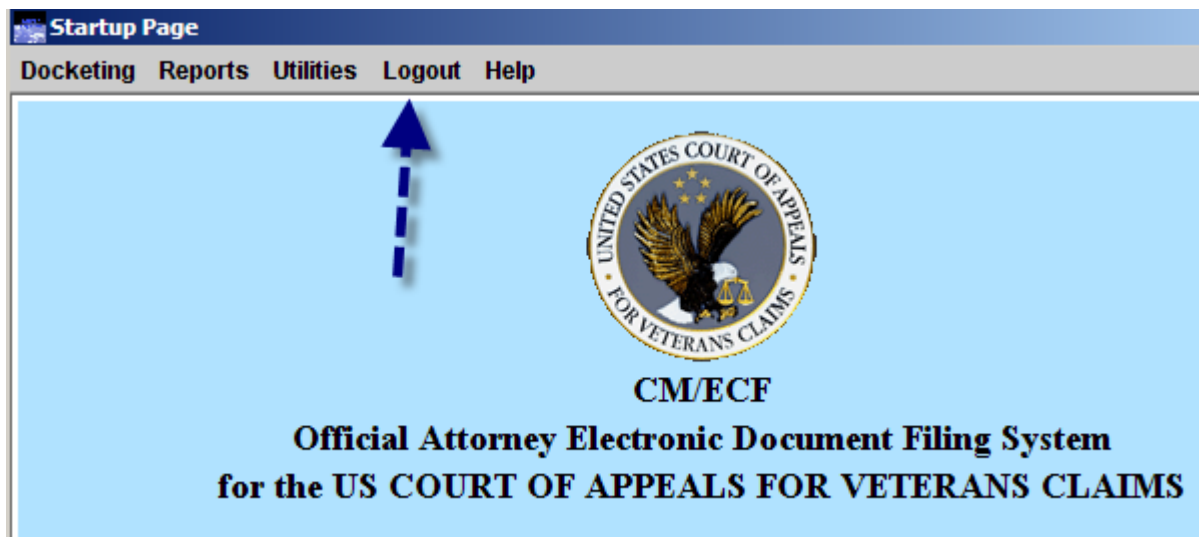 Startup Page
Docketing Reports Utilities Logout Help
UNITED STATES COURT OF APPEALS
FOR VETERANS CLAIMS
CM/ECF
Official Attorney Electronic Document Filing System
for the US COURT OF APPEALS FOR VETERANS CLAIMS